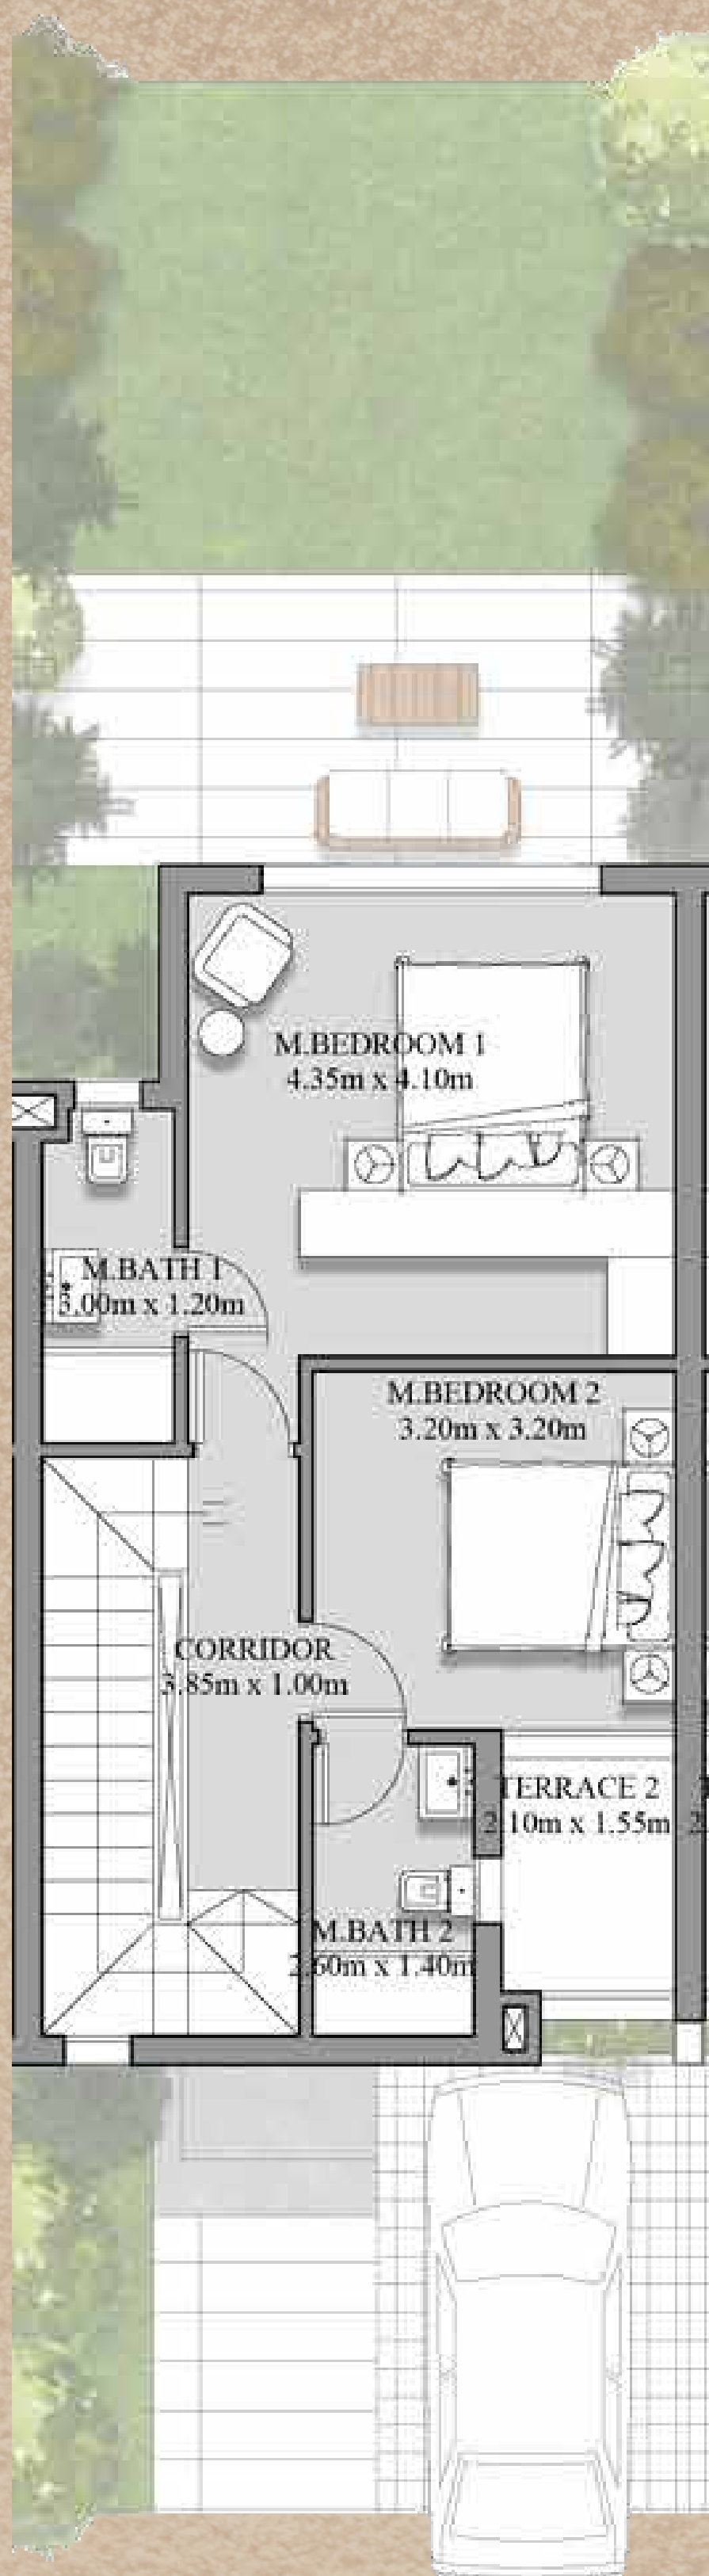 M.BEDROOM 1
4.35m x 4.10m
M.BATH 1
3.00m x 1.20m
M.BEDROOM 2
3.20m x 3.20m
CORRIDOR
3.85m x 1.00m
TERRACE 2
2.10m x 1.55m
M.BATH 2
2.60m x 1.40m